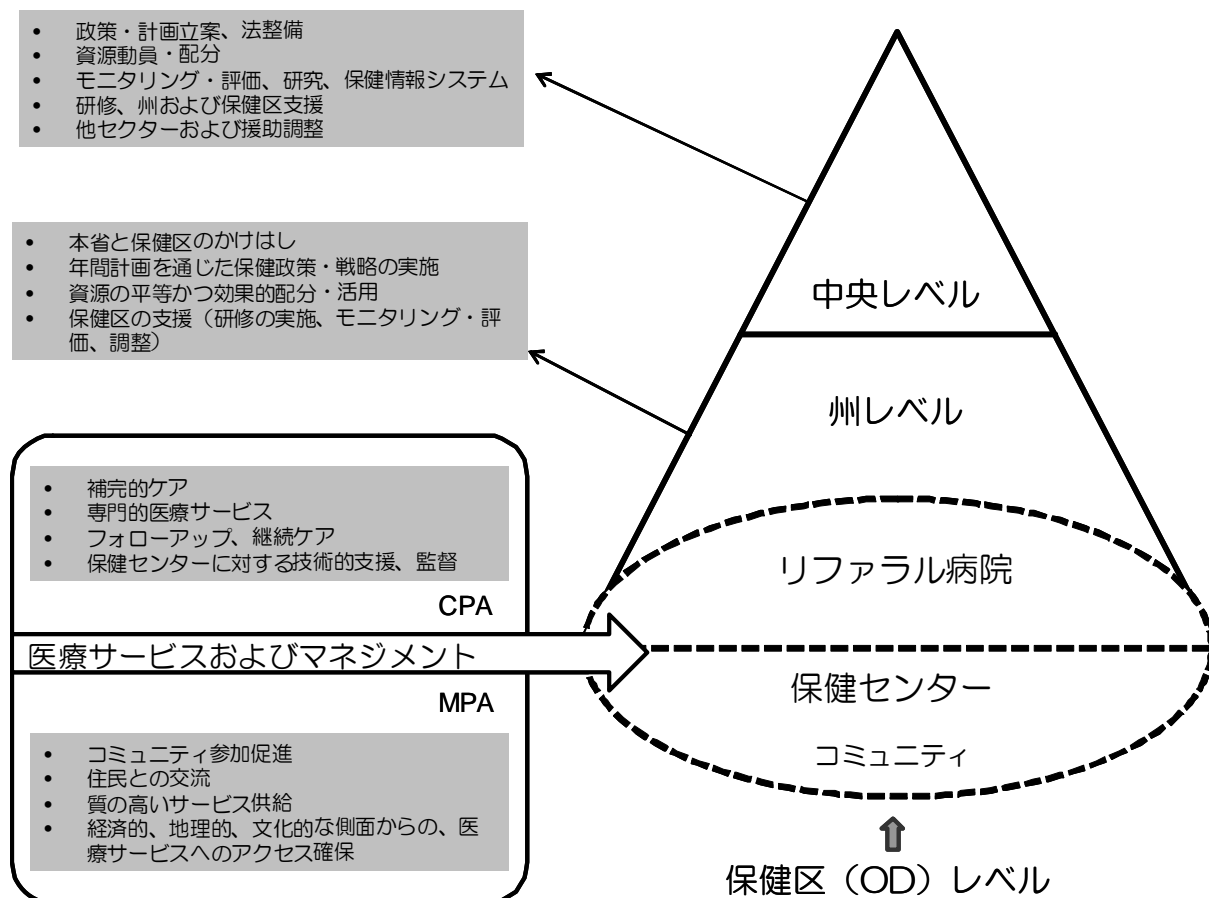 • 政策・計画立案、法整備
• 資源動員・配分
• モニタリング・評価、研究、保健情報システム
• 研修、州および保健区支援
• 他セクターおよび援助調整
• 本省と保健区のかけはし
• 年間計画を通じた保健政策・戦略の実施
• 資源の平等かつ効果的配分・活用
• 保健区の支援（研修の実施、モニタリング・評
価、調整）
中央レベル
州レベル
• 補完的ケア
• 専門的医療サービス
• フォローアップ、継続ケア
• 保健センターに対する技術的支援、監督
CPA
医療サービスおよびマネジメント
MPA
• コミュニティ参加促進
• 住民との交流
• 質の高いサービス供給
• 経済的、地理的、文化的な側面からの、医
療サービスへのアクセス確保
リファラル病院
保健センター
コミュニティ
保健区（OD）レベル